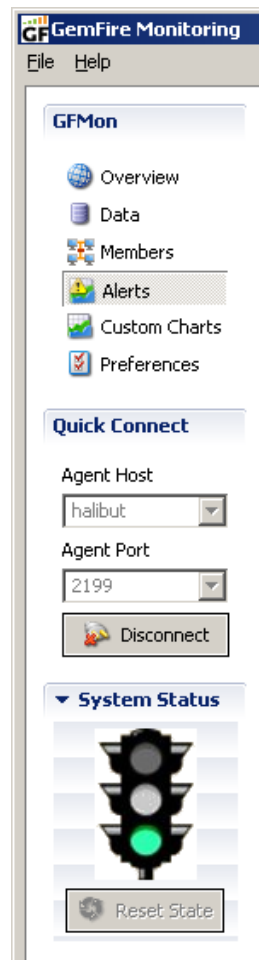 GF GemFire Monitoring
File Help
GFMon
Overview
Data
Members
Alerts
Custom Charts
Preferences
Quick Connect
Agent Host
halibut
Agent Port
2199
Disconnect
System Status
Reset State